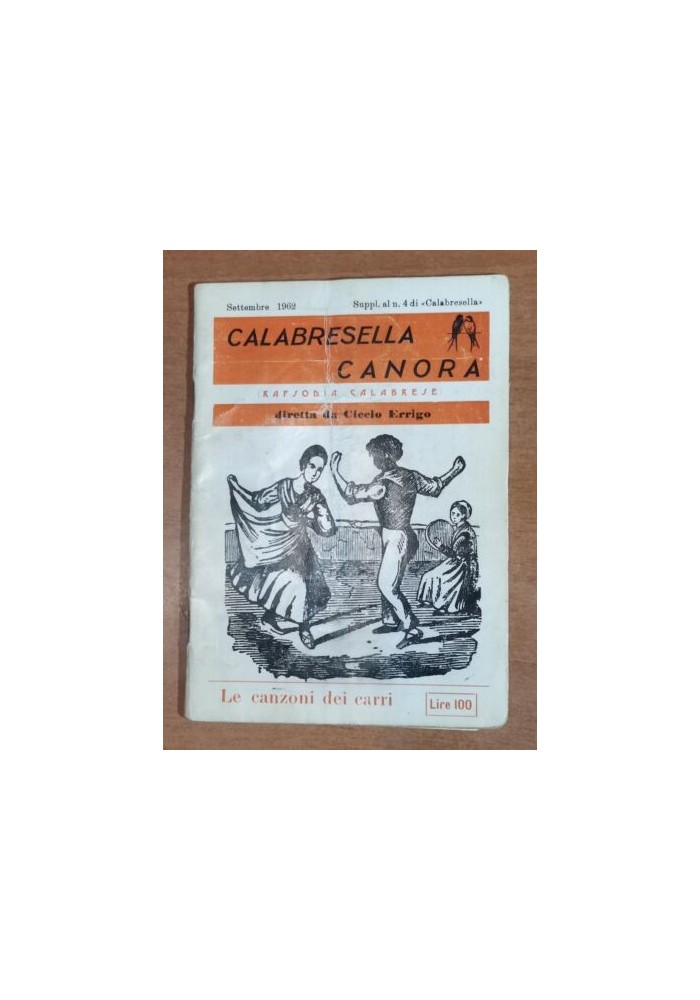 Settembre 1962 Suppl. al n. 4 di «Calabresella»
CALABRESELLA
CANORA
(RAPSODIA CALABRESE)
diretta da Ciccio Errigo
Le canzoni dei carri
Lire 100